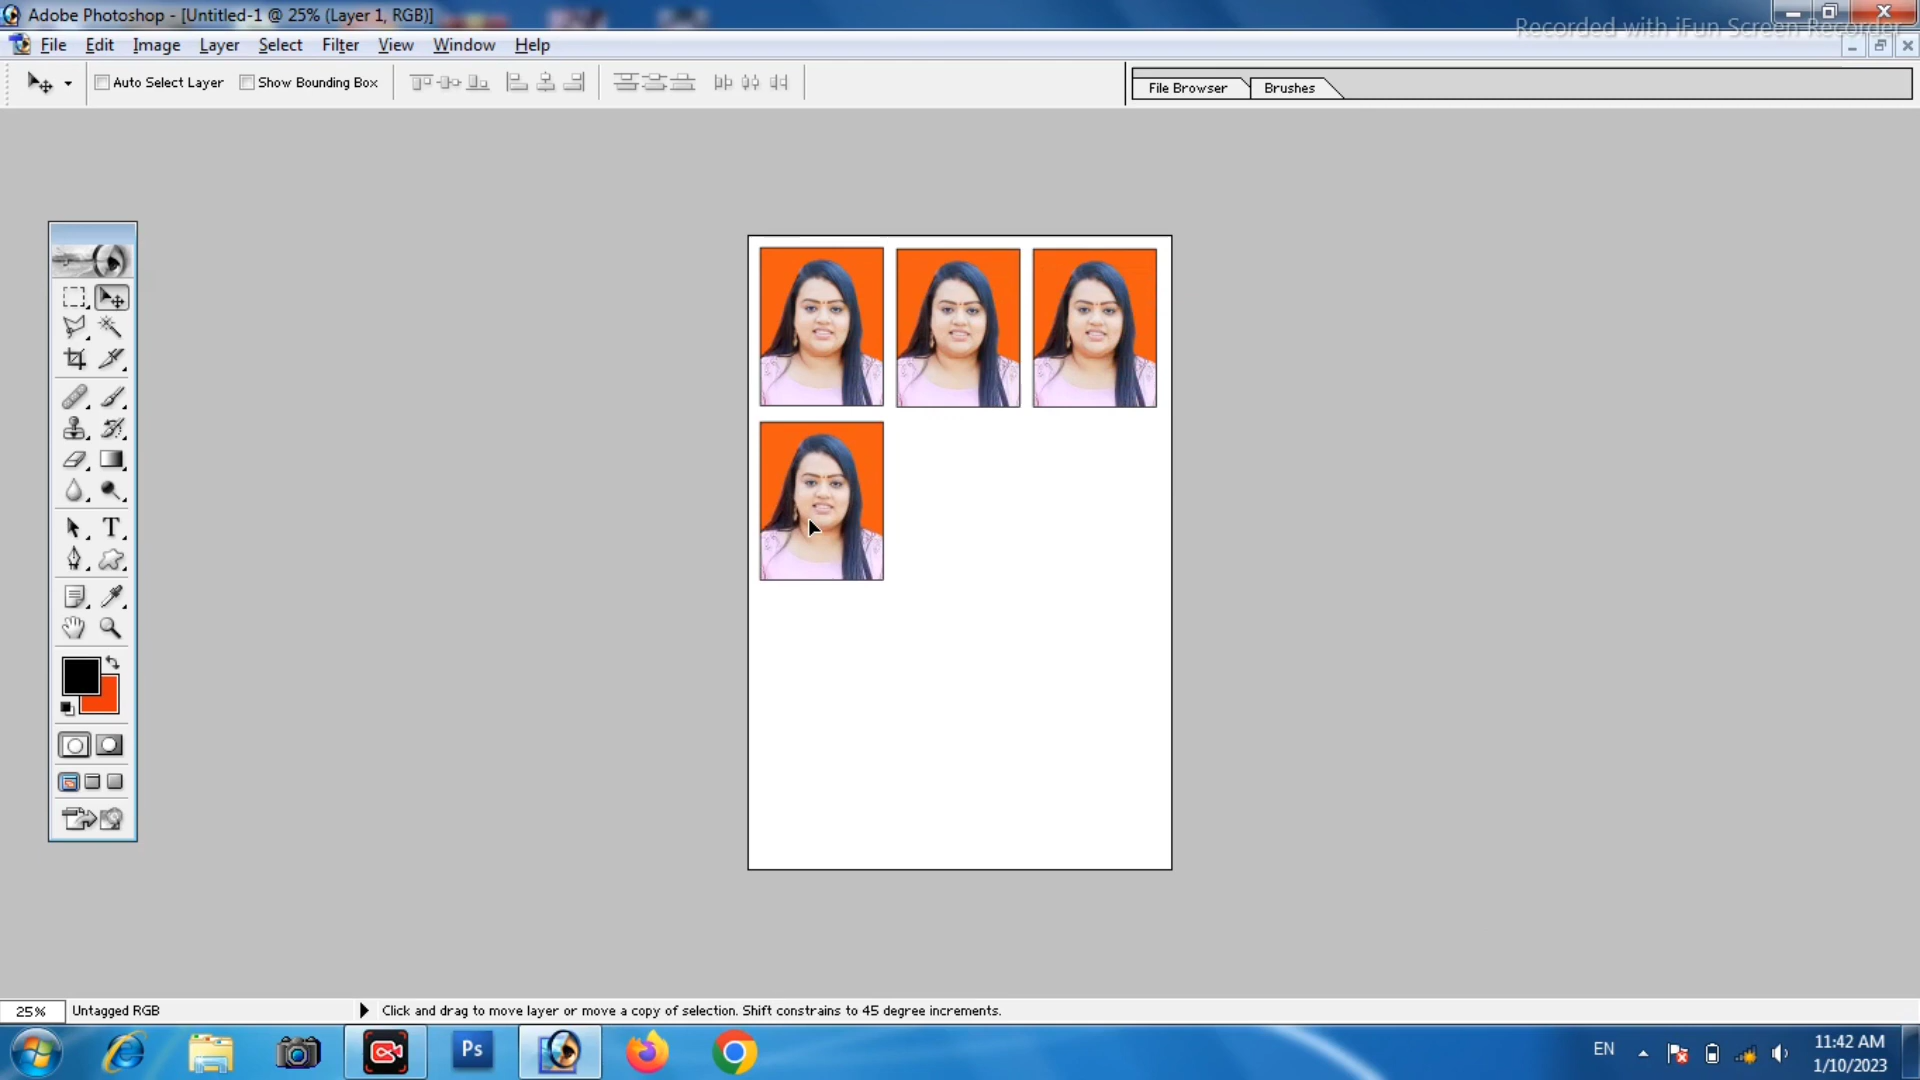 Adobe Photoshop - [Untitled-1 @ 25% (Layer 1, RGB)]
Recorded with iFun Screen Recorder
File Edit Image Layer Select Filter View Window Help
Auto Select Layer Show Bounding Box
File Browser Brushes
T
25% Untagged RGB Click and drag to move layer or move a copy of selection. Shift constrains to 45 degree increments.
Ps
EN
11:42 AM
1/10/2023